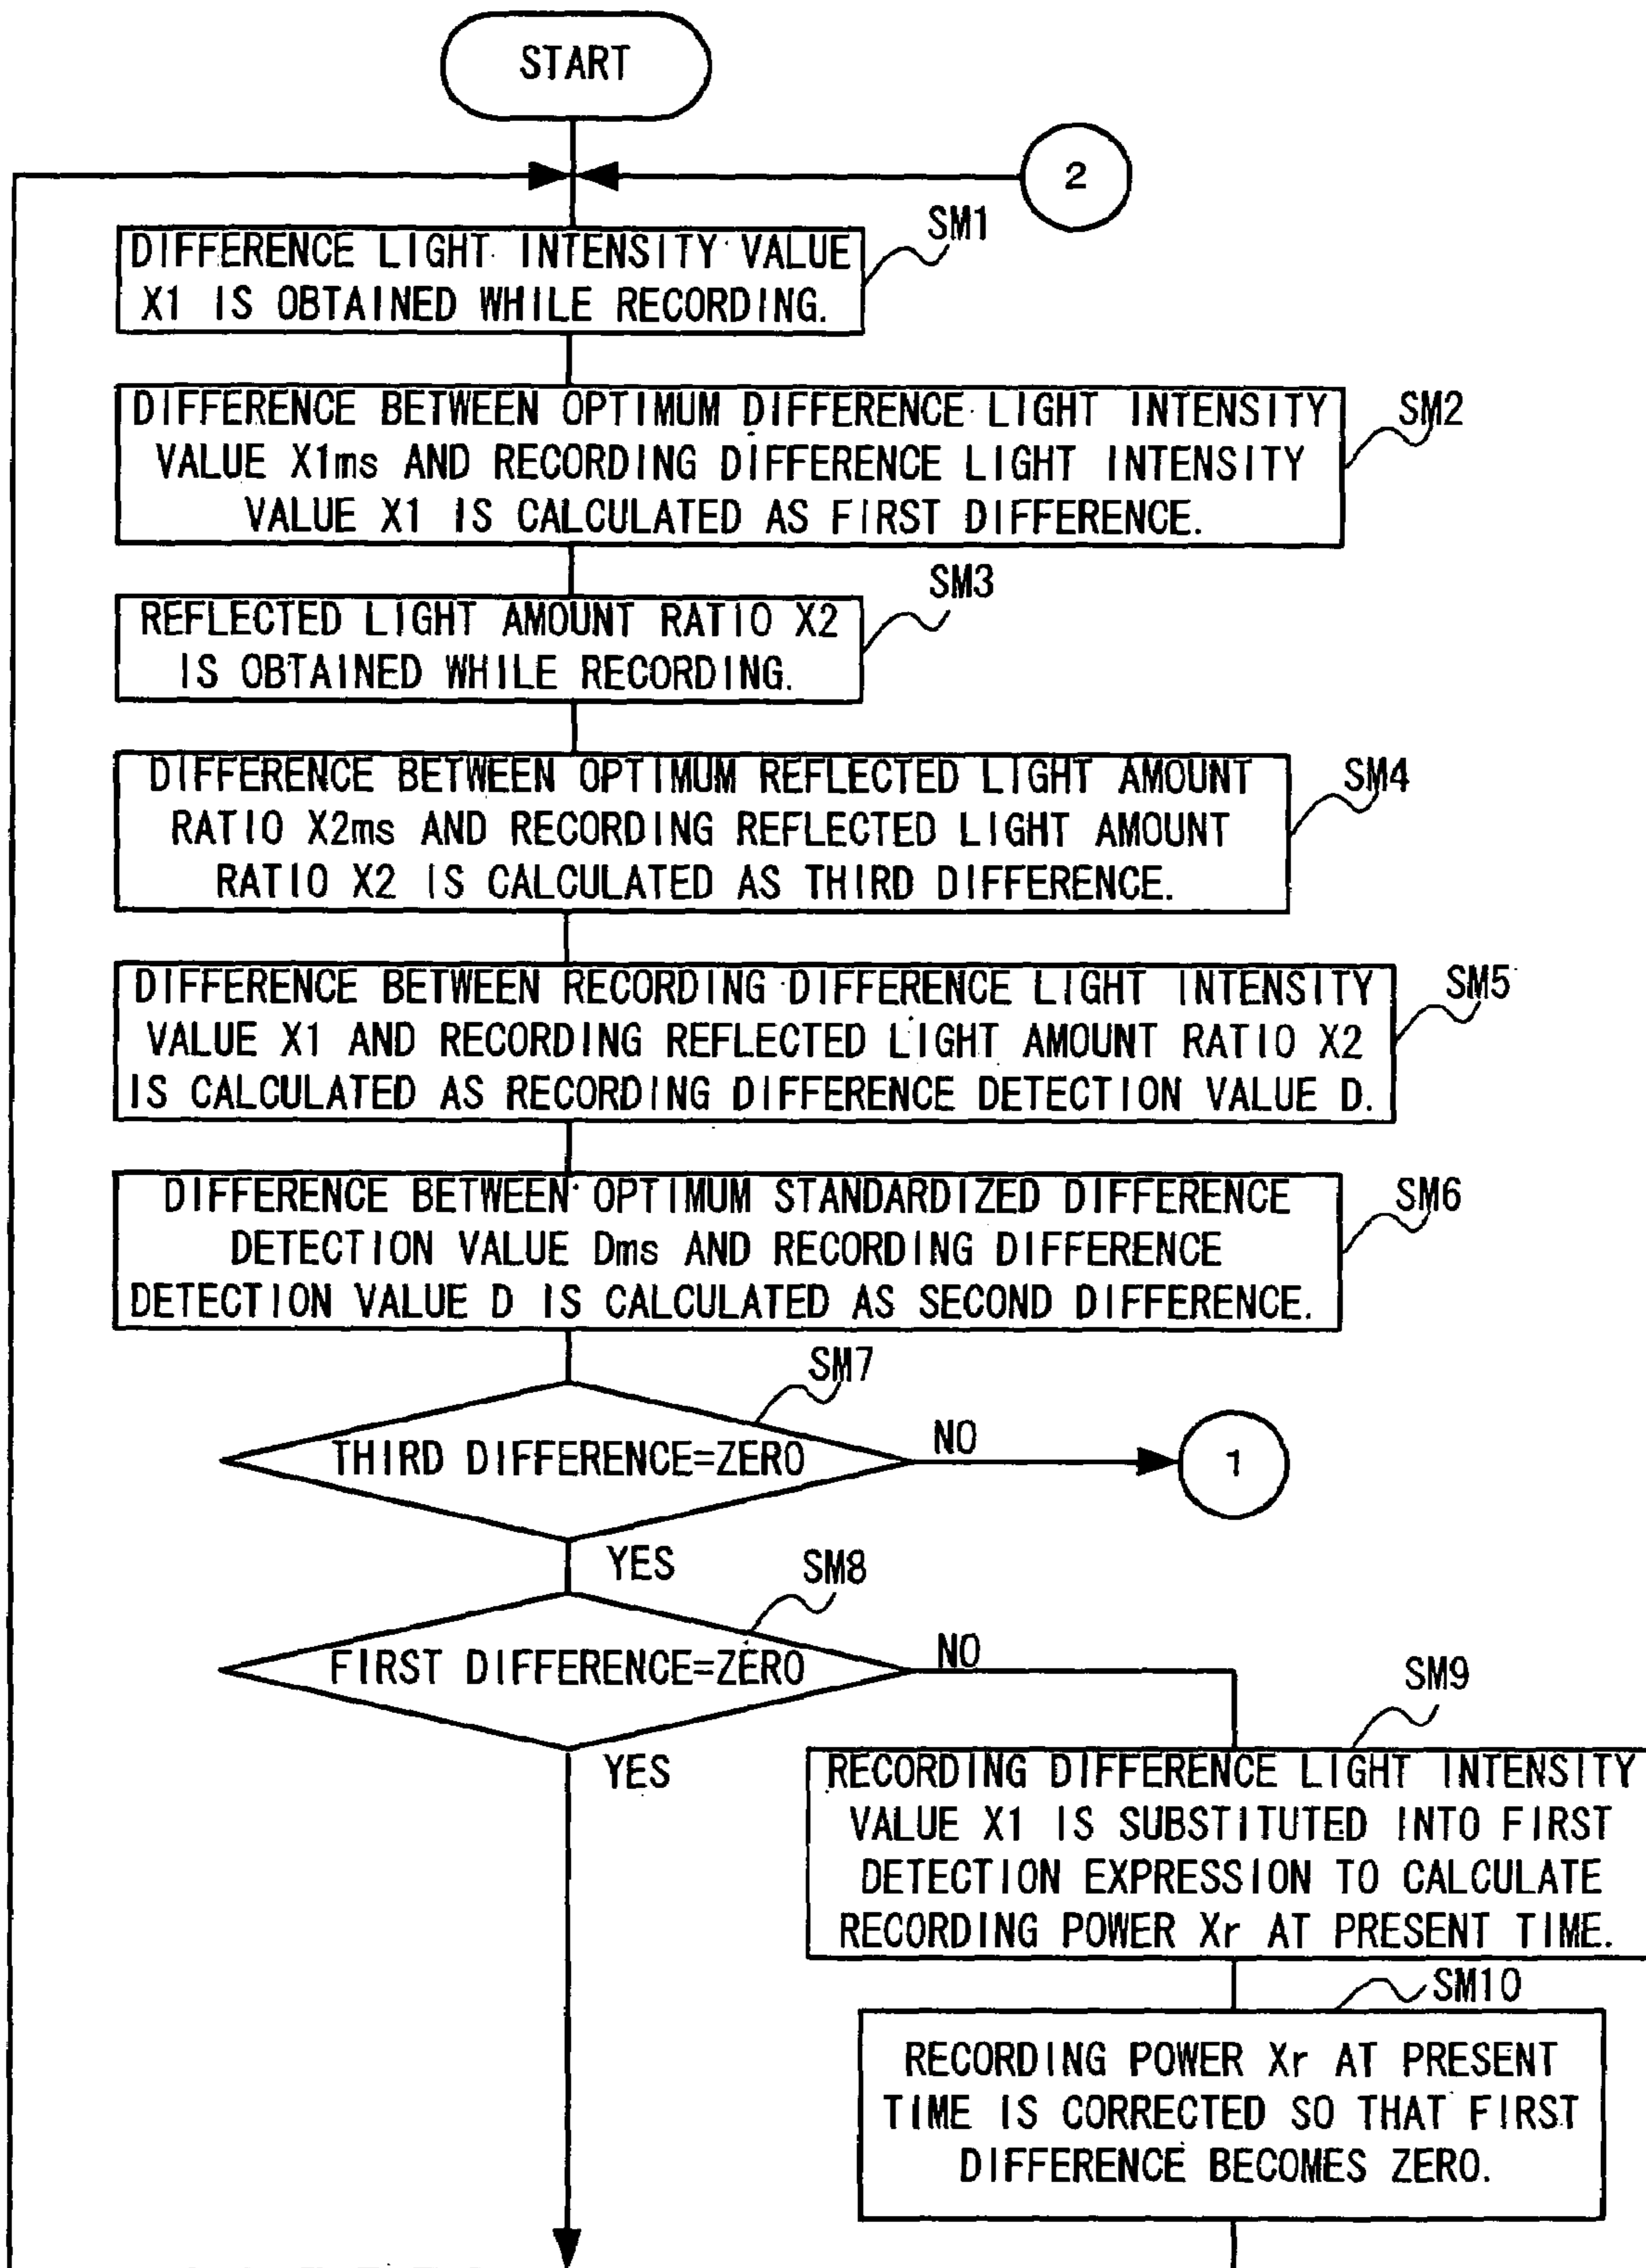 START
2
SM1
DIFFERENCE LIGHT INTENSITY VALUE
X1 IS OBTAINED WHILE RECORDING.
SM2
DIFFERENCE BETWEEN OPTIMUM DIFFERENCE LIGHT INTENSITY
VALUE X1ms AND RECORDING DIFFERENCE LIGHT INTENSITY
VALUE X1 IS CALCULATED AS FIRST DIFFERENCE.
SM3
REFLECTED LIGHT AMOUNT RATIO X2
IS OBTAINED WHILE RECORDING.
SM4
DIFFERENCE BETWEEN OPTIMUM REFLECTED LIGHT AMOUNT
RATIO X2ms AND RECORDING REFLECTED LIGHT AMOUNT
RATIO X2 IS CALCULATED AS THIRD DIFFERENCE.
SM5
DIFFERENCE BETWEEN RECORDING DIFFERENCE LIGHT INTENSITY
VALUE X1 AND RECORDING REFLECTED LIGHT AMOUNT RATIO X2
IS CALCULATED AS RECORDING DIFFERENCE DETECTION VALUE D.
SM6
DIFFERENCE BETWEEN OPTIMUM STANDARDIZED DIFFERENCE
DETECTION VALUE Dms AND RECORDING DIFFERENCE
DETECTION VALUE D IS CALCULATED AS SECOND DIFFERENCE.
SM7
THIRD DIFFERENCE=ZERO
NO
1
YES
SM8
FIRST DIFFERENCE=ZERO
NO
YES
SM9
RECORDING DIFFERENCE LIGHT INTENSITY
VALUE X1 IS SUBSTITUTED INTO FIRST
DETECTION EXPRESSION TO CALCULATE
RECORDING POWER Xr AT PRESENT TIME.
SM10
RECORDING POWER Xr AT PRESENT
TIME IS CORRECTED SO THAT FIRST
DIFFERENCE BECOMES ZERO.